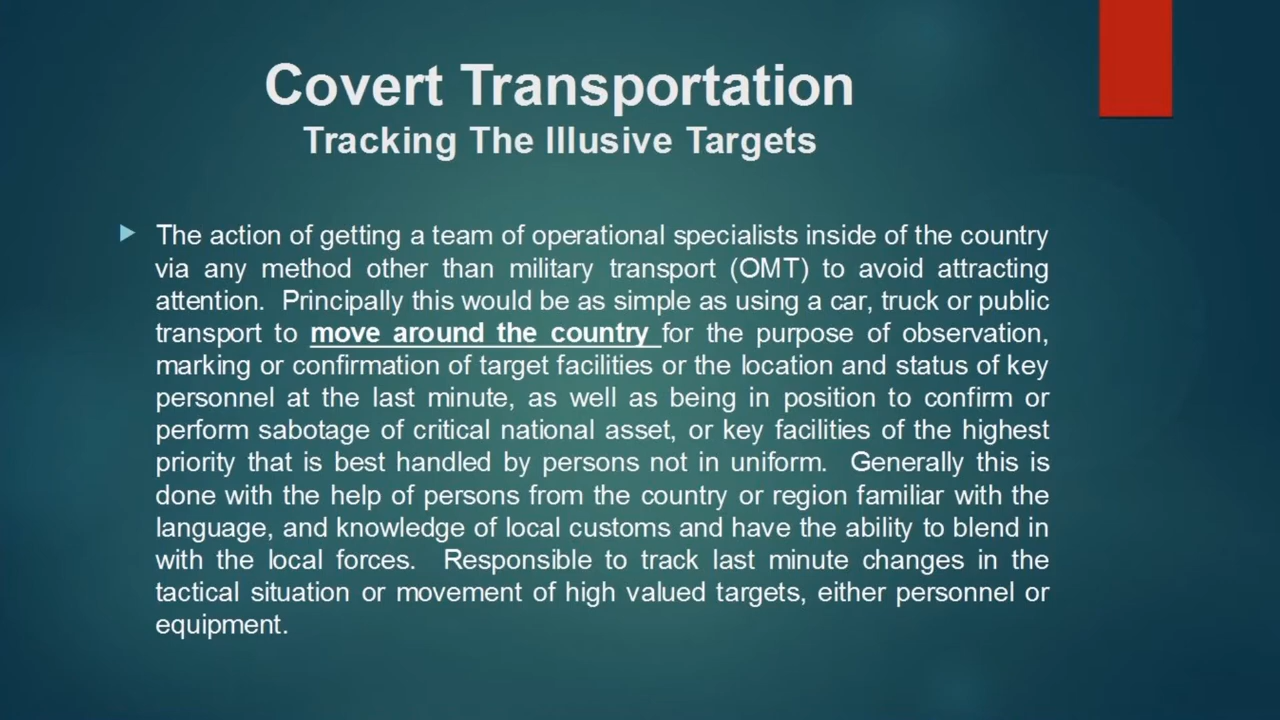 Covert Transportation
Tracking The Illusive Targets
The action of getting a team of operational specialists inside of the country
via any method other than military transport (OMT) to avoid attracting
attention. Principally this would be as simple as using a car, truck or public
transport to move around the country for the purpose of observation,
marking or confirmation of target facilities or the location and status of key
personnel at the last minute, as well as being in position to confirm or
perform sabotage of critical national asset, or key facilities of the highest
priority that is best handled by persons not in uniform. Generally this is
done with the help of persons from the country or region familiar with the
language, and knowledge of local customs and have the ability to blend in
with the local forces. Responsible to track last minute changes in the
tactical situation or movement of high valued targets, either personnel or
equipment.